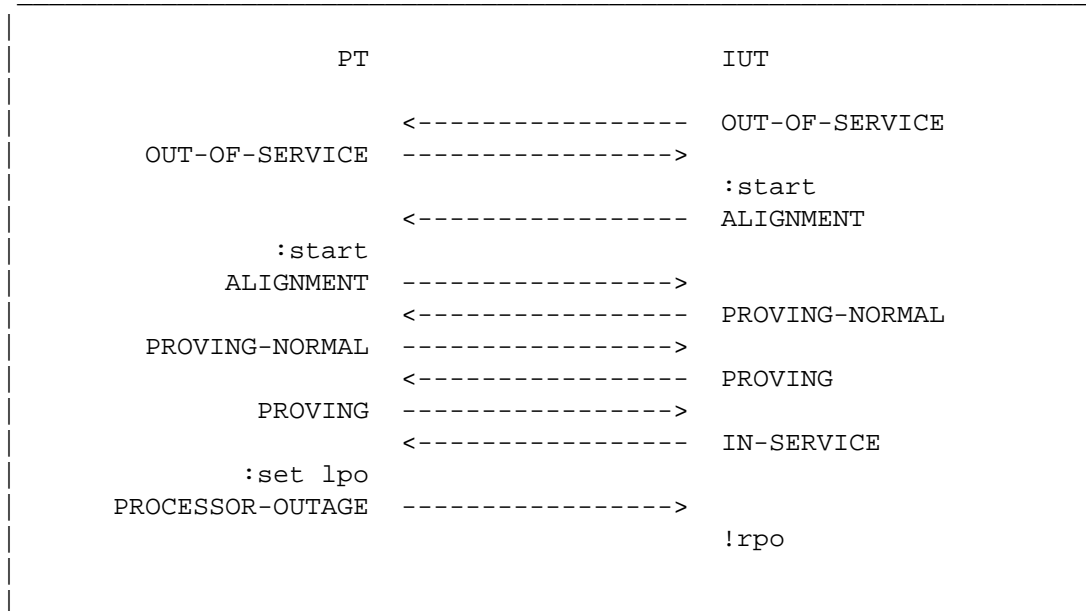 PT IUT
<----------------- OUT-OF-SERVICE
OUT-OF-SERVICE ----------------->
:start
<----------------- ALIGNMENT
:start
ALIGNMENT ----------------->
<----------------- PROVING-NORMAL
PROVING-NORMAL ----------------->
<----------------- PROVING
PROVING ----------------->
<----------------- IN-SERVICE
:set lpo
PROCESSOR-OUTAGE ----------------->
!rpo